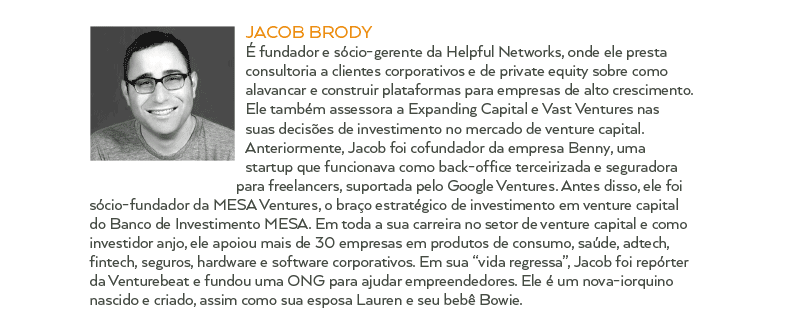 JACOB BRODY
É fundador e sócio-gerente da Helpful Networks, onde ele presta
consultoria a clientes corporativos e de private equity sobre como
alavancar e construir plataformas para empresas de alto crescimento.
Ele também assessora a Expanding Capital e Vast Ventures nas
suas decisões de investimento no mercado de venture capital.
Anteriormente, Jacob foi cofundador da empresa Benny, uma
startup que funcionava como back-office terceirizada e seguradora
para freelancers, suportada pelo Google Ventures. Antes disso, ele foi
sócio-fundador da MESA Ventures, o braço estratégico de investimento em venture capital
do Banco de Investimento MESA. Em toda a sua carreira no setor de venture capital e como
investidor anjo, ele apoiou mais de 30 empresas em produtos de consumo, saúde, adtech,
fintech, seguros, hardware e software corporativos. Em sua “vida regressa”, Jacob foi repórter
da Venturebeat e fundou uma ONG para ajudar empreendedores. Ele é um nova-iorquino
nascido e criado, assim como sua esposa Lauren e seu bebê Bowie.